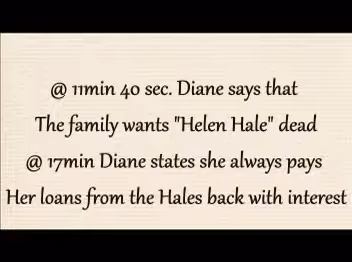 @ 11min 40 sec. Diane says that
The family wants "Helen Hale" dead
@ 17min Diane states she always pays
Her loans from the Hales back with interest